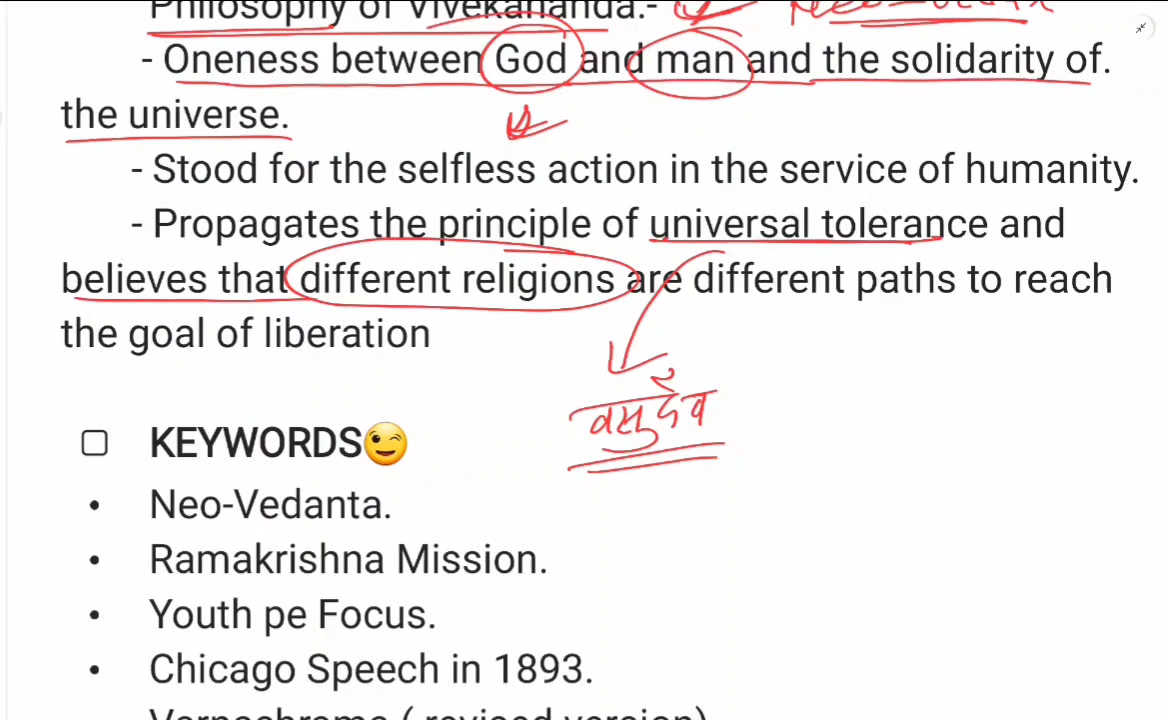 Philosophy of Vivekananda.-
- Oneness between God and man and the solidarity of.
the universe.
- Stood for the selfless action in the service of humanity.
- Propagates the principle of universal tolerance and
believes that different religions are different paths to reach
the goal of liberation
वसुदेव
☐ KEYWORDS😉
• Neo-Vedanta.
• Ramakrishna Mission.
• Youth pe Focus.
• Chicago Speech in 1893.